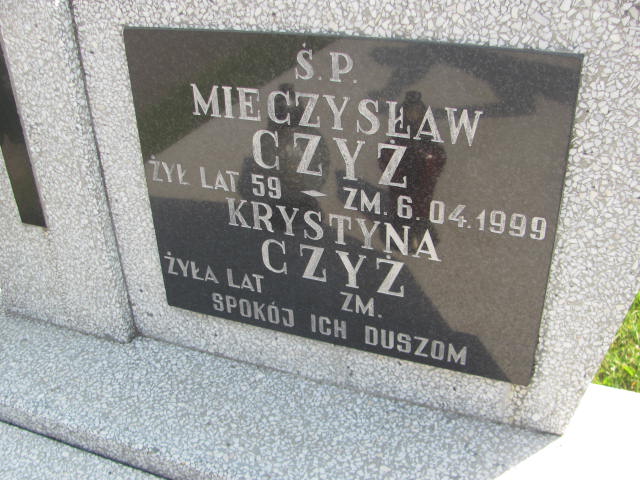 Ś.P.
MIECZYSŁAW
CZYŻ
ŻYŁ LAT 59 – ZM. 6.04.1999
KRYSTYNA
CZYŻ
ŻYŁA LAT ZM.
SPOKÓJ ICH DUSZOM